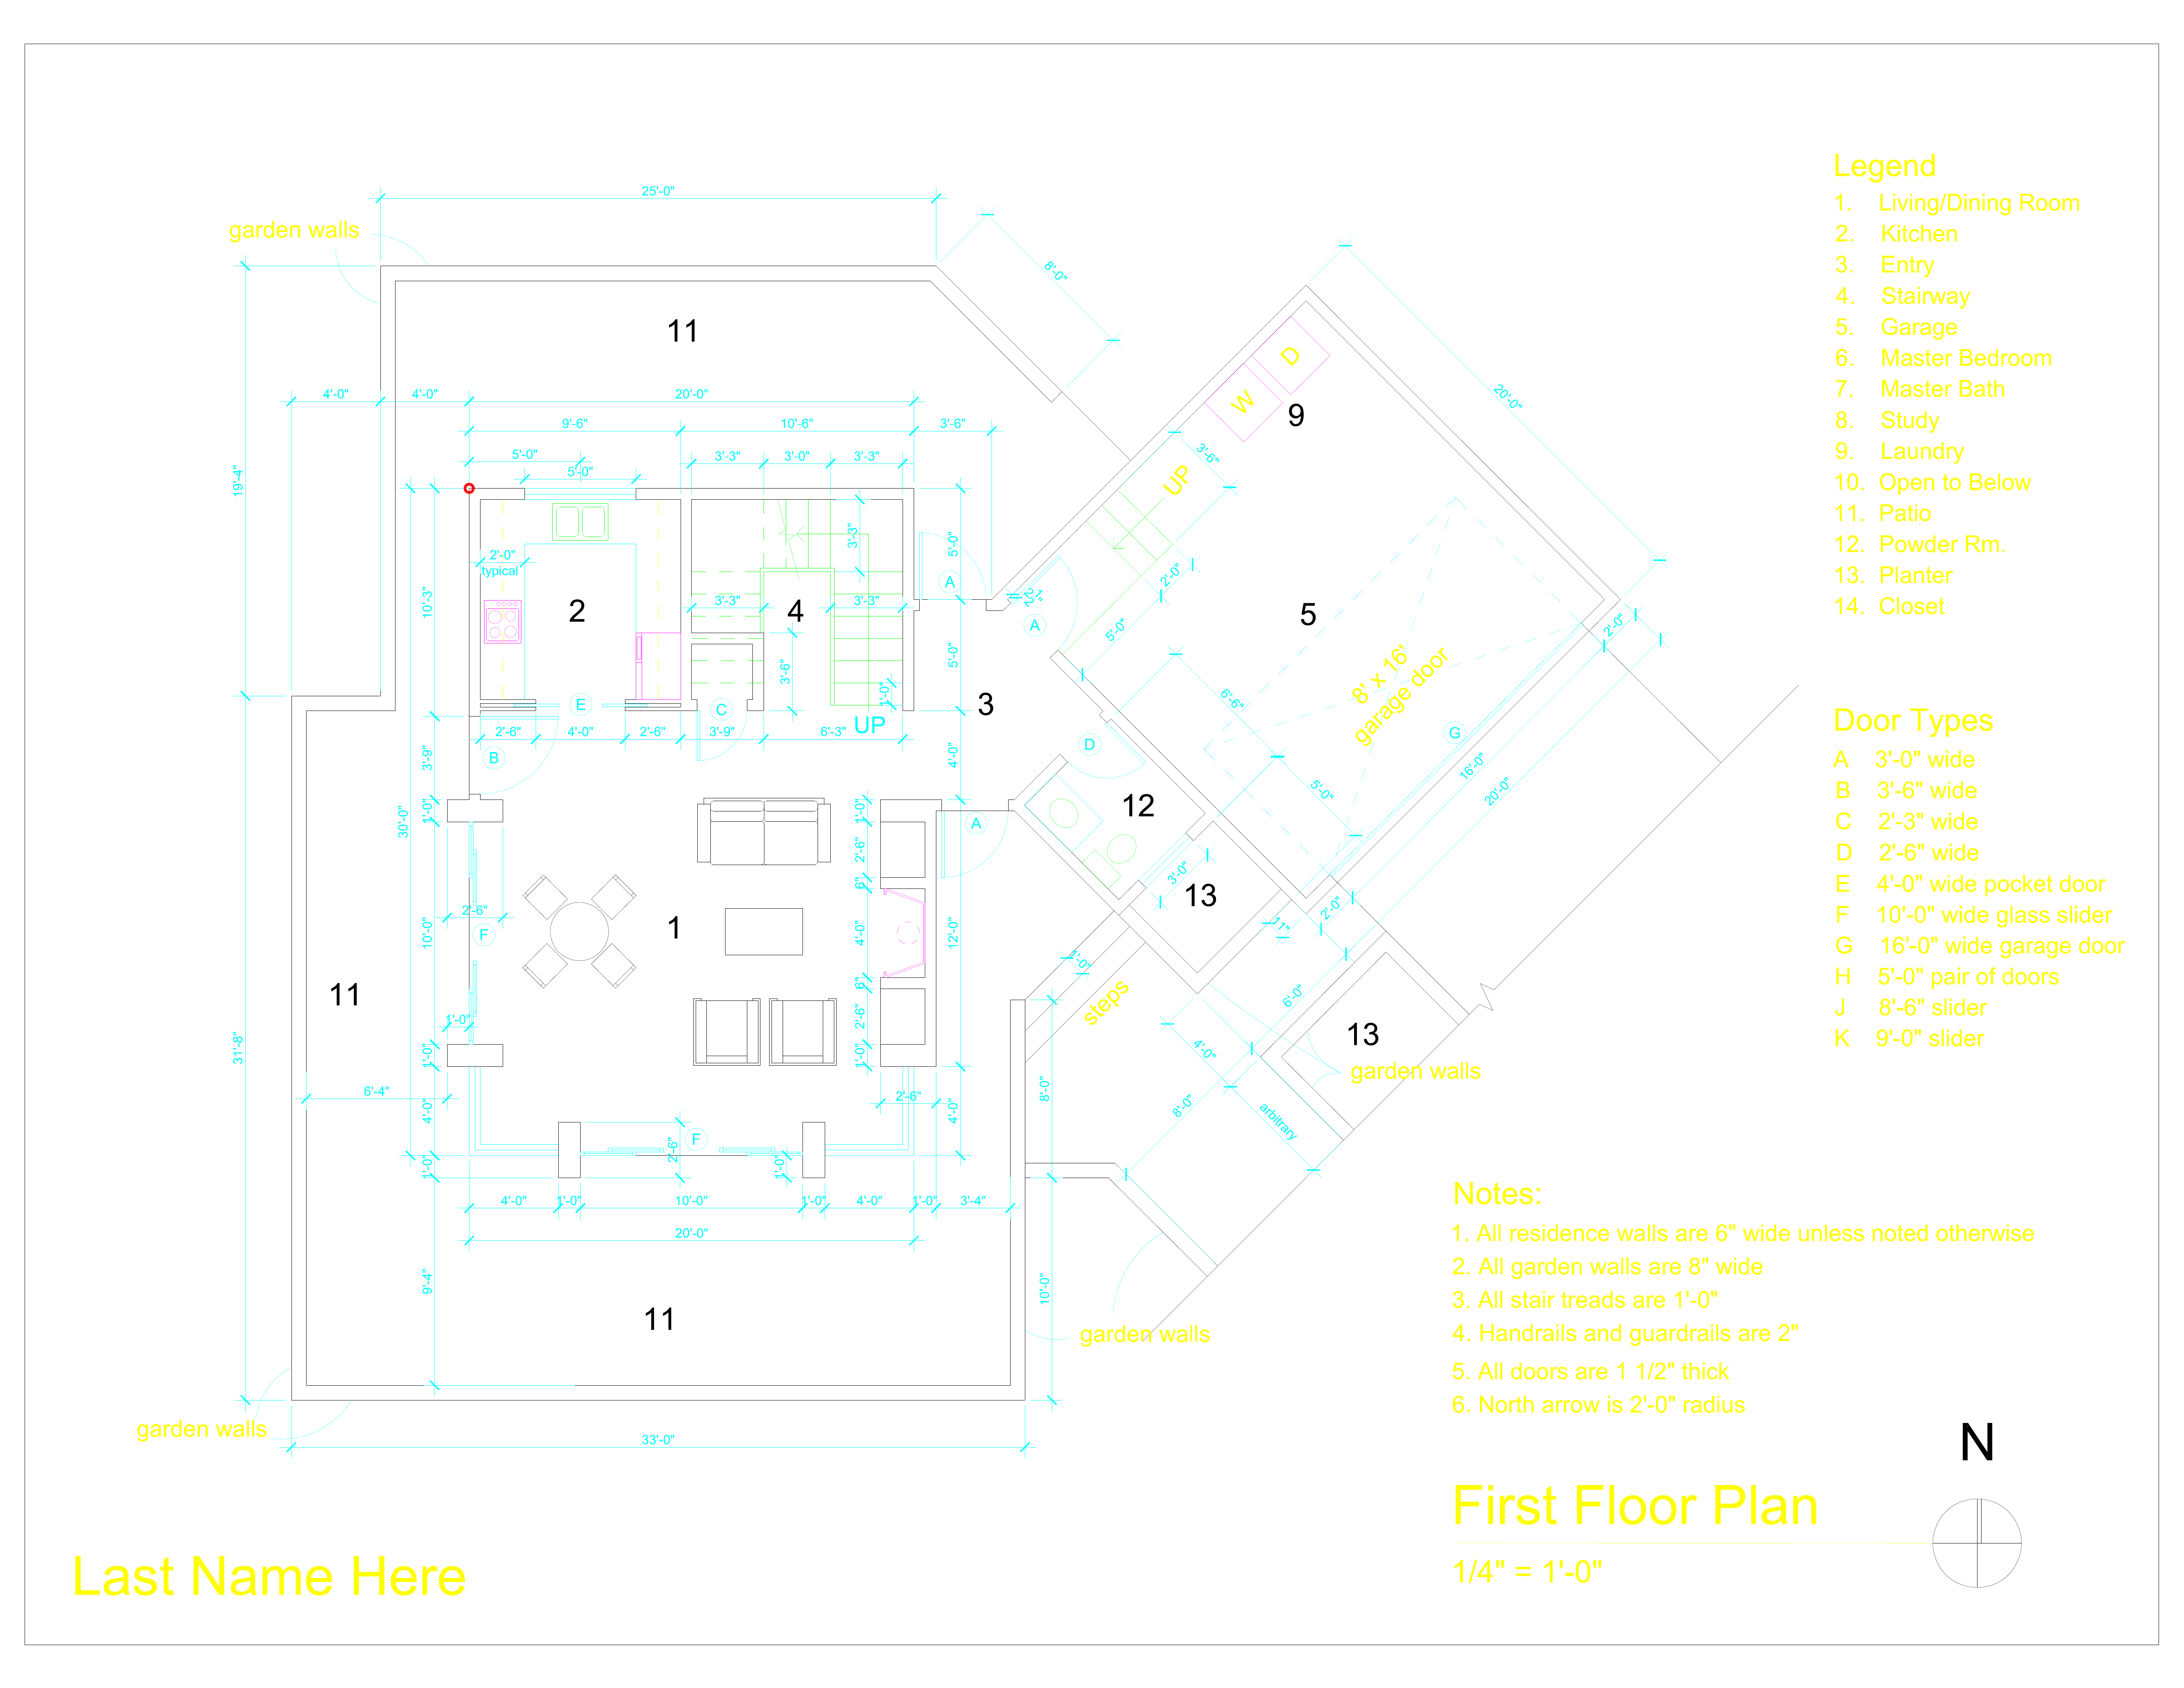 25'-0"
garden walls
8'-0"
11
4'-0"
4'-0"
20'-0"
9'-6"
10'-6"
3'-6"
5'-0"
5'-0"
3'-3"
3'-0"
3'-3"
19'-4"
2'-0"
typical
3'-3"
5'-0"
A
10'-3"
2
3'-3"
4
3'-3"
3'-6"
1'-0"
5'-0"
3
E
C
UP
2'-6"
4'-0"
2'-6"
3'-9"
6'-3"
B
3'-9"
4'-0"
30'-0"
1'-0"
1'-0"
A
2'-6"
6"
2'-6"
F
10'-0"
1
4'-0"
12'-0"
11
6"
1'-0"
2'-6"
31'-8"
1'-0"
1'-0"
6'-4"
2'-6"
4'-0"
4'-0"
F
2'-6"
1'-0"
1'-0"
4'-0"
1'-0"
10'-0"
1'-0"
4'-0"
1'-0"
3'-4"
20'-0"
9'-4"
11
8'-0"
10'-0"
garden walls
33'-0"
20'-0"
D
W
9
3'-6"
UP
2'-0"
2"
A
5'-0"
5
2'-0"
8' x 16'
garage door
6'-6"
G
D
16'-0"
20'-0"
5'-0"
12
3'-0"
13
2'-0"
11"
1'-0"
steps
6'-0"
4'-0"
13
garden walls
8'-0"
arbitrary
garden walls
Legend
1. Living/Dining Room
2. Kitchen
3. Entry
4. Stairway
5. Garage
6. Master Bedroom
7. Master Bath
8. Study
9. Laundry
10. Open to Below
11. Patio
12. Powder Rm.
13. Planter
14. Closet
Door Types
A 3'-0" wide
B 3'-6" wide
C 2'-3" wide
D 2'-6" wide
E 4'-0" wide pocket door
F 10'-0" wide glass slider
G 16'-0" wide garage door
H 5'-0" pair of doors
J 8'-6" slider
K 9'-0" slider
Notes:
1. All residence walls are 6" wide unless noted otherwise
2. All garden walls are 8" wide
3. All stair treads are 1'-0"
4. Handrails and guardrails are 2"
5. All doors are 1 1/2" thick
6. North arrow is 2'-0" radius
N
First Floor Plan
1/4" = 1'-0"
Last Name Here